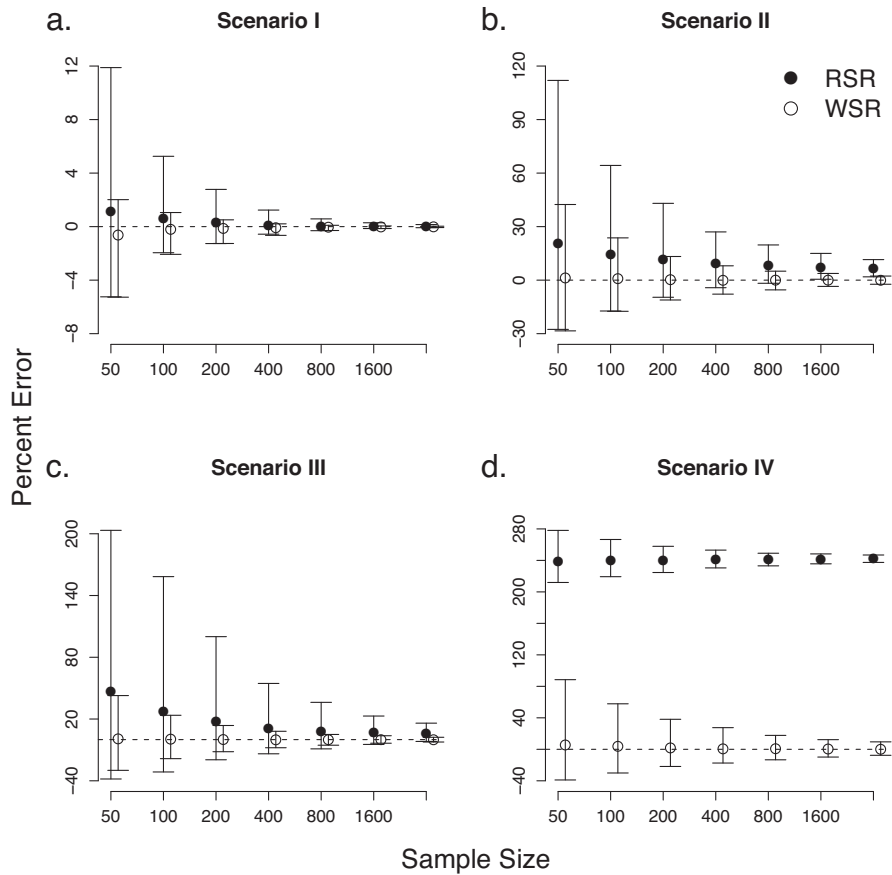 a.
Scenario I
12
8
4
0
−4
−8
50 100 200 400 800 1600
b.
Scenario II
RSR
WSR
120
90
60
30
0
−30
50 100 200 400 800 1600
Percent Error
c.
Scenario III
200
140
80
20
−40
50 100 200 400 800 1600
d.
Scenario IV
280
200
120
40
−40
50 100 200 400 800 1600
Sample Size